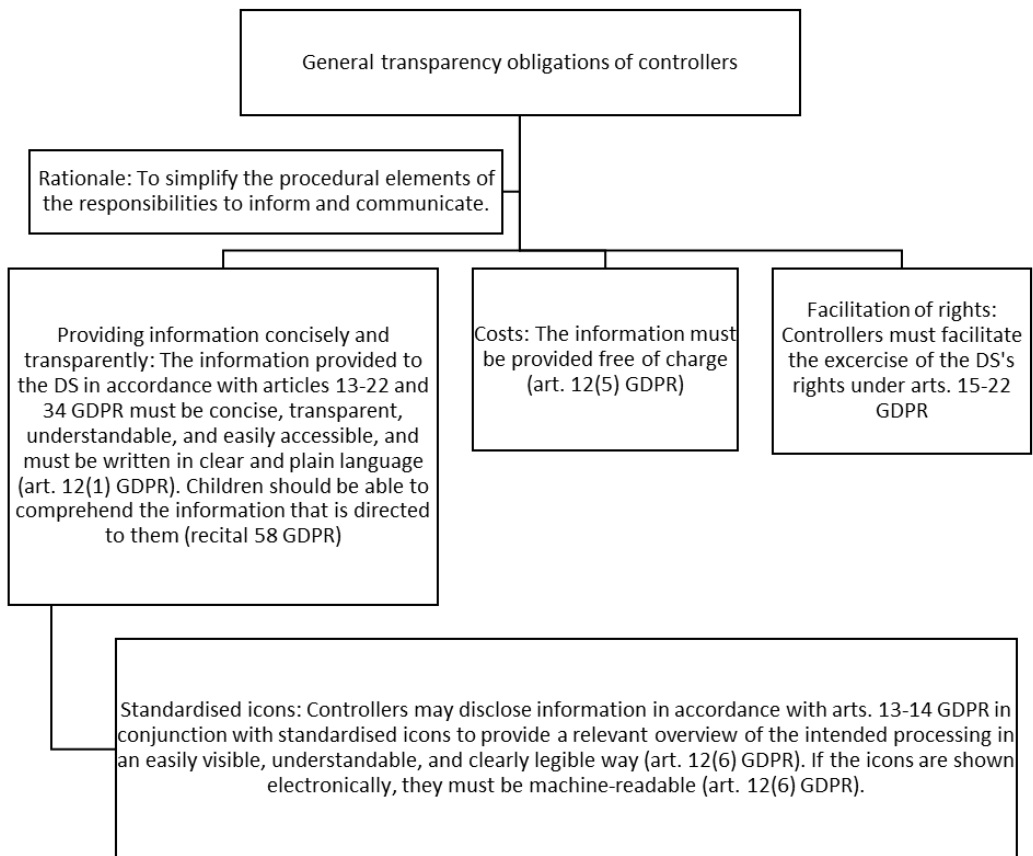 General transparency obligations of controllers
Rationale: To simplify the procedural elements of
the responsibilities to inform and communicate.
Providing information concisely and
transparently: The information provided to
the DS in accordance with articles 13-22 and
34 GDPR must be concise, transparent,
understandable, and easily accessible, and
must be written in clear and plain language
(art. 12(1) GDPR). Children should be able to
comprehend the information that is directed
to them (recital 58 GDPR)
Costs: The information must
be provided free of charge
(art. 12(5) GDPR)
Facilitation of rights:
Controllers must facilitate
the excercise of the DS's
rights under arts. 15-22
GDPR
Standardised icons: Controllers may disclose information in accordance with arts. 13-14 GDPR in
conjunction with standardised icons to provide a relevant overview of the intended processing in
an easily visible, understandable, and clearly legible way (art. 12(6) GDPR). If the icons are shown
electronically, they must be machine-readable (art. 12(6) GDPR).